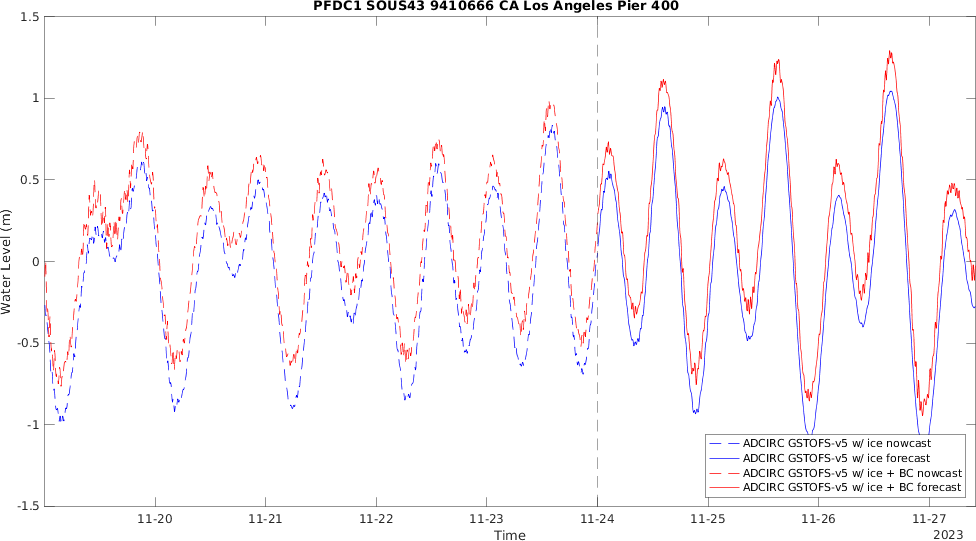 PFDC1 SOUS43 9410666 CA Los Angeles Pier 400
Water Level (m)
1.5
1
0.5
0
-0.5
-1
-1.5
11-20 11-21 11-22 11-23 11-24 11-25 11-26 11-27
Time
2023
ADCIRC GSTOFS-v5 w/ ice nowcast
ADCIRC GSTOFS-v5 w/ ice forecast
ADCIRC GSTOFS-v5 w/ ice + BC nowcast
ADCIRC GSTOFS-v5 w/ ice + BC forecast